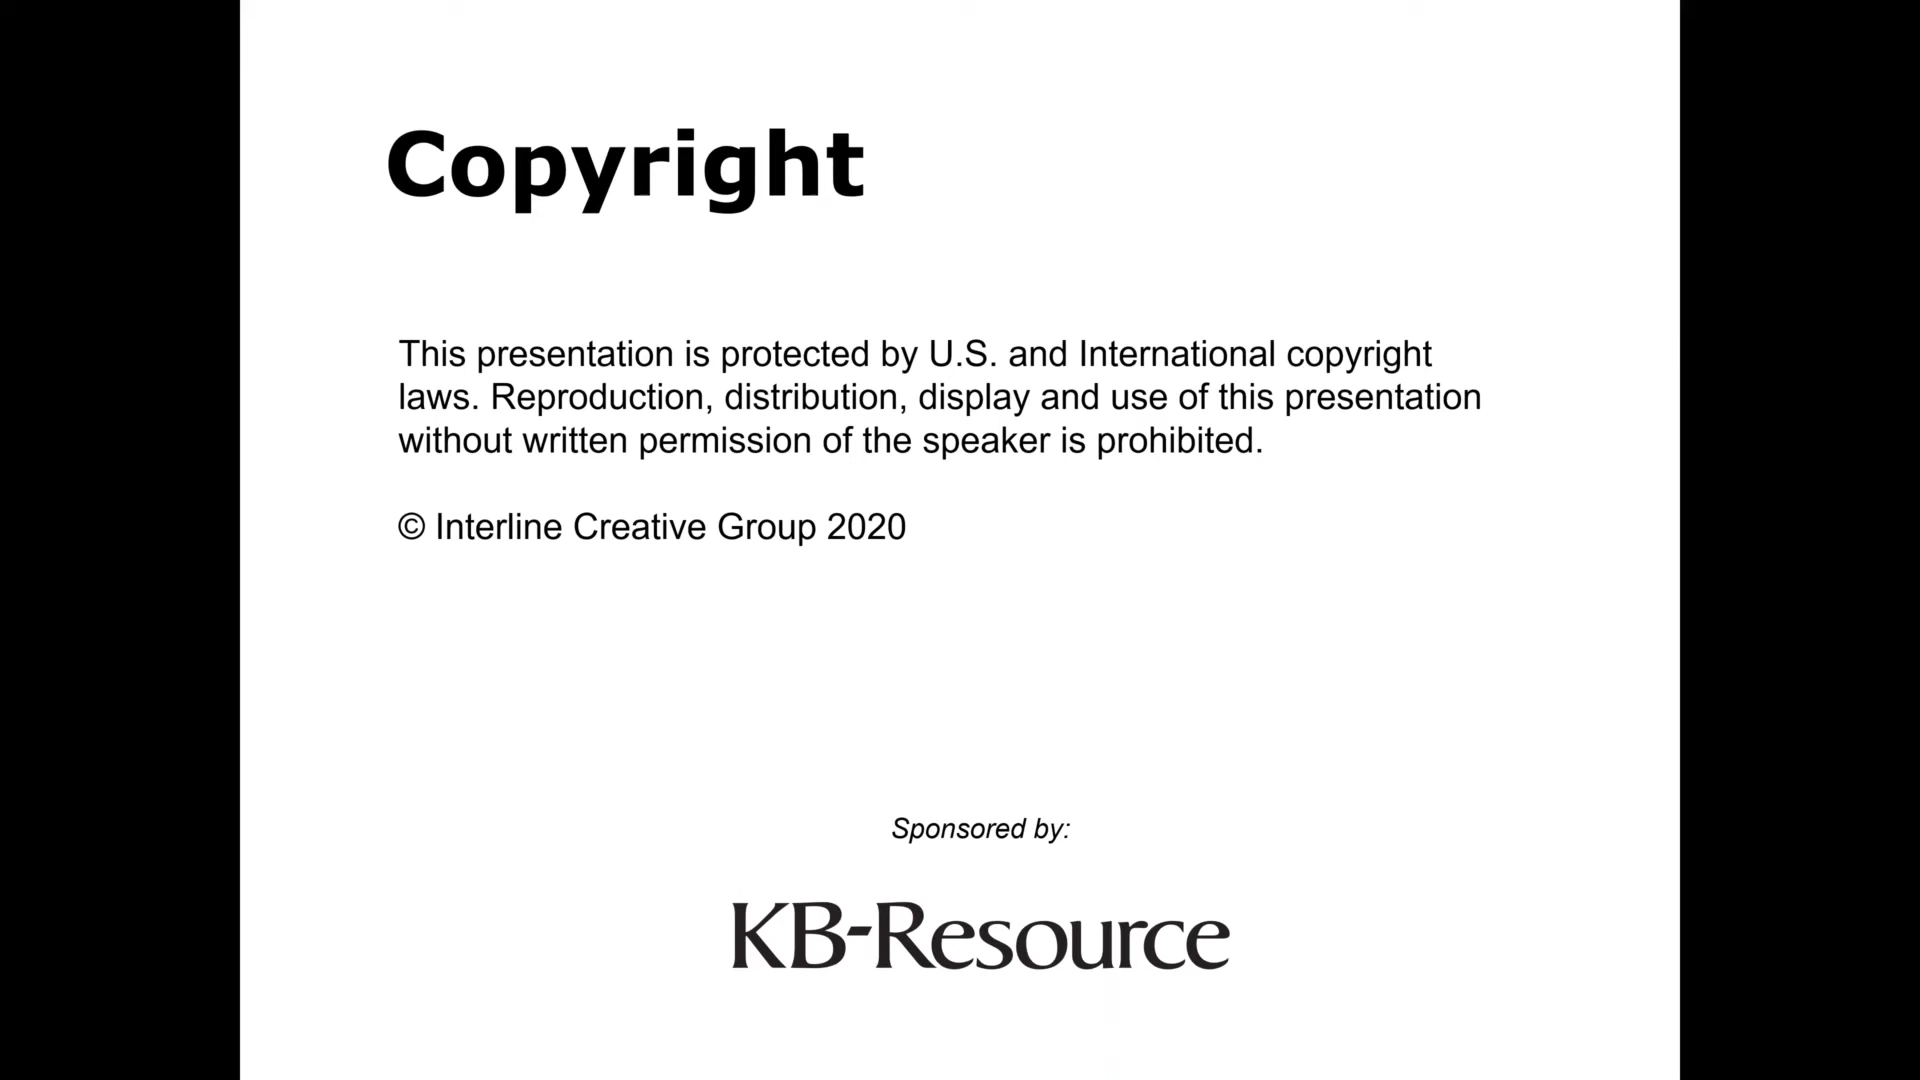 Copyright
This presentation is protected by U.S. and International copyright
laws. Reproduction, distribution, display and use of this presentation
without written permission of the speaker is prohibited.
© Interline Creative Group 2020
Sponsored by:
KB-Resource